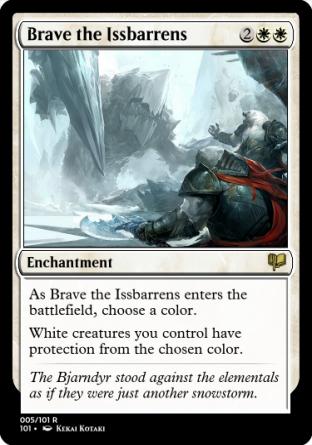 Brave the Issbarrens 2
Enchantment
As Brave the Issbarrens enters the
battlefield, choose a color.
White creatures you control have
protection from the chosen color.
The Bjarndyr stood against the elementals
as if they were just another snowstorm.
005/101 R
101 • Kekai Kotaki